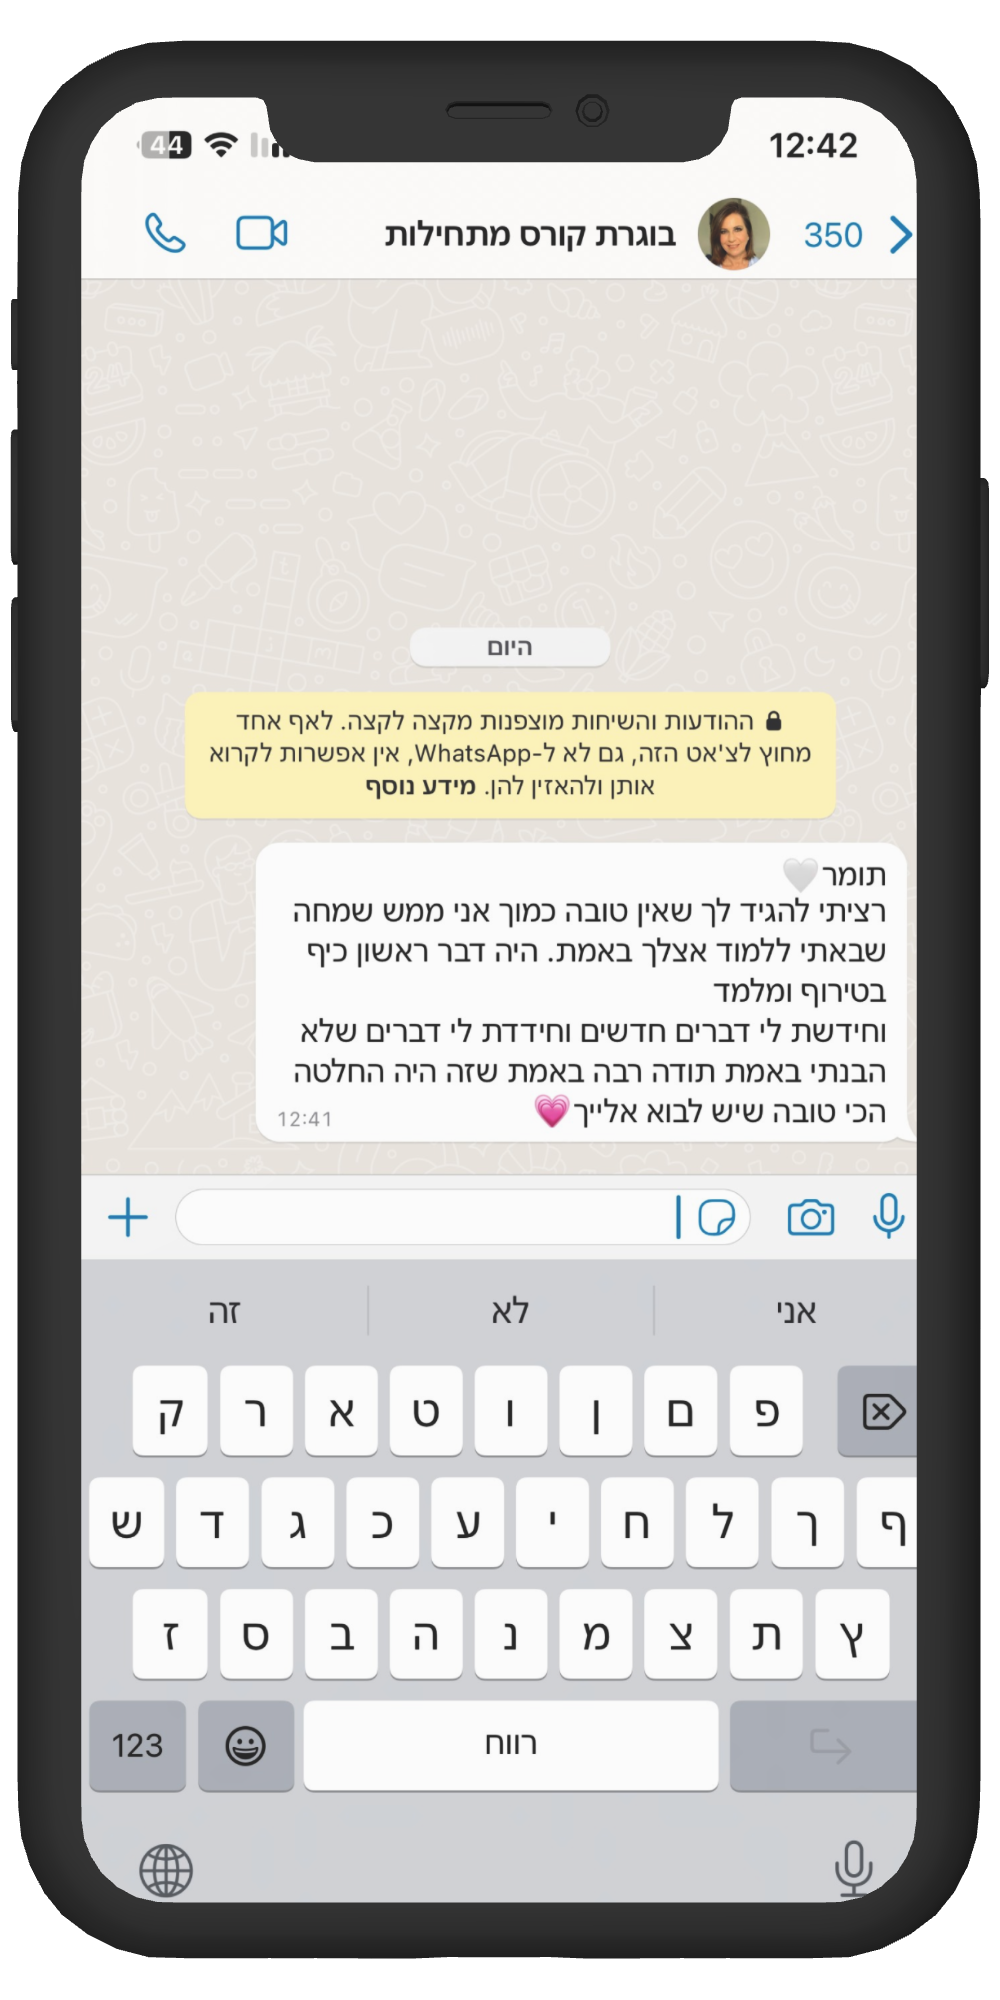 12:42
44
350
בוגרת קורס מתחילות
היום
ההודעות והשיחות מוצפנות מקצה לקצה. לאף אחד
מחוץ לצ'אט הזה, גם לא ל-WhatsApp, אין אפשרות לקרוא
אותן ולהאזין להן. מידע נוסף
תומר🤍
רציתי להגיד לך שאין טובה כמוך אני ממש שמחה
שבאתי ללמוד אצלך באמת. היה דבר ראשון כיף
בטירוף ומלמד
וחידשת לי דברים חדשים וחידדת לי דברים שלא
הבנתי באמת תודה רבה באמת שזה היה החלטה
הכי טובה שיש לבוא אלייך💗
12:41
אני לא זה
פ ם ן ו ט א ר ק
ף ך ל ח י ע כ ג ד ש
ץ ת צ מ נ ה ב ס ז
רווח 123